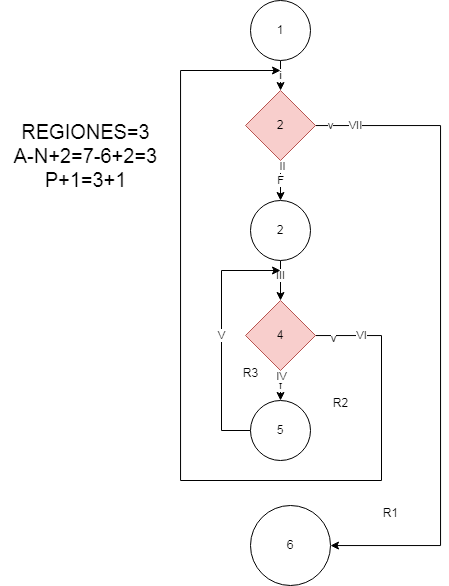 1
i
2
v
VII
II
F
REGIONES=3
A-N+2=7-6+2=3
P+1=3+1
2
III
V
4
v
VI
R3
IV
f
R2
5
R1
6